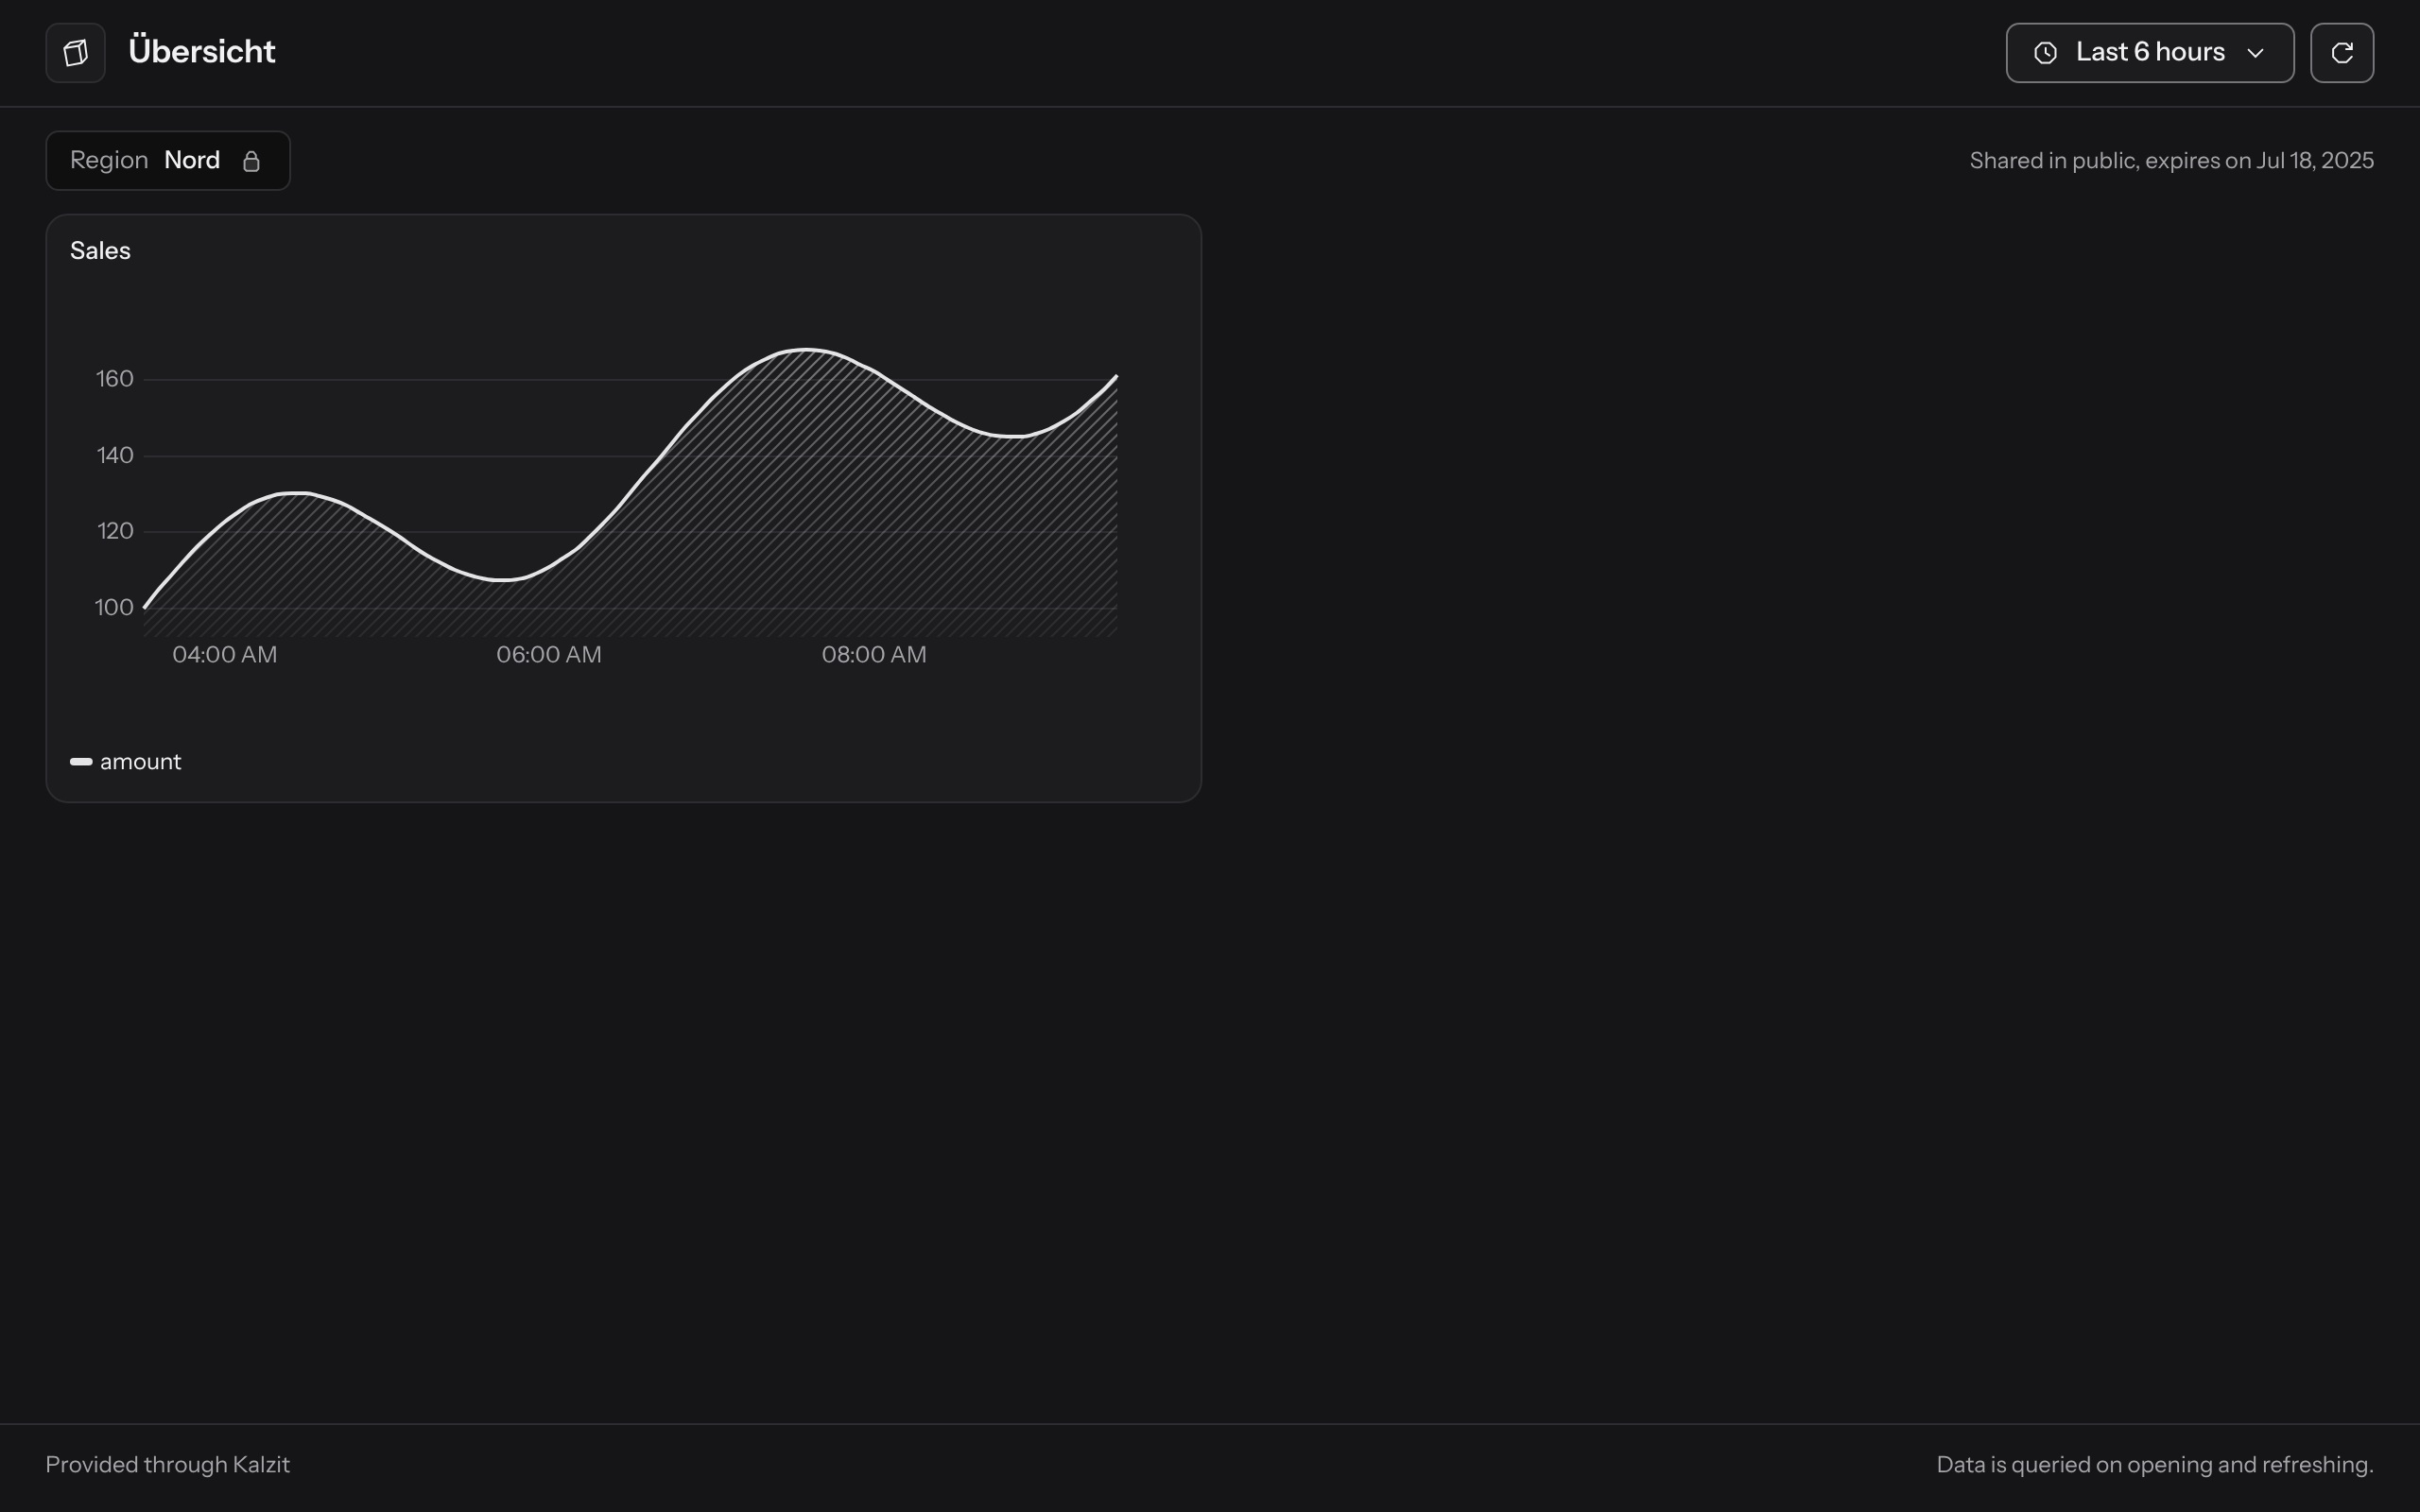 Übersicht
Last 6 hours
Region Nord
Shared in public, expires on Jul 18, 2025
Sales
160
140
120
100
04:00 AM 06:00 AM 08:00 AM
amount
Provided through Kalzit
Data is queried on opening and refreshing.